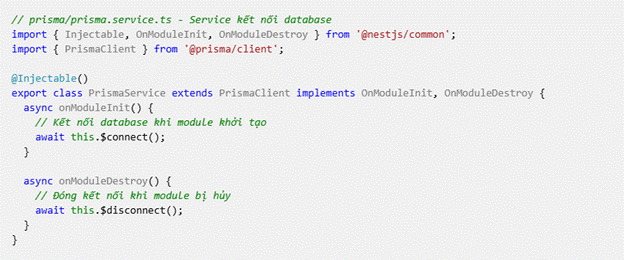 // prisma/prisma.service.ts - Service kết nối database
import { Injectable, OnModuleInit, OnModuleDestroy } from '@nestjs/common';
import { PrismaClient } from '@prisma/client';
@Injectable()
export class PrismaService extends PrismaClient implements OnModuleInit, OnModuleDestroy {
  async onModuleInit() {
    // Kết nối database khi module khởi tạo
    await this.$connect();
  }
  async onModuleDestroy() {
    // Đóng kết nối khi module bị hủy
    await this.$disconnect();
  }
}